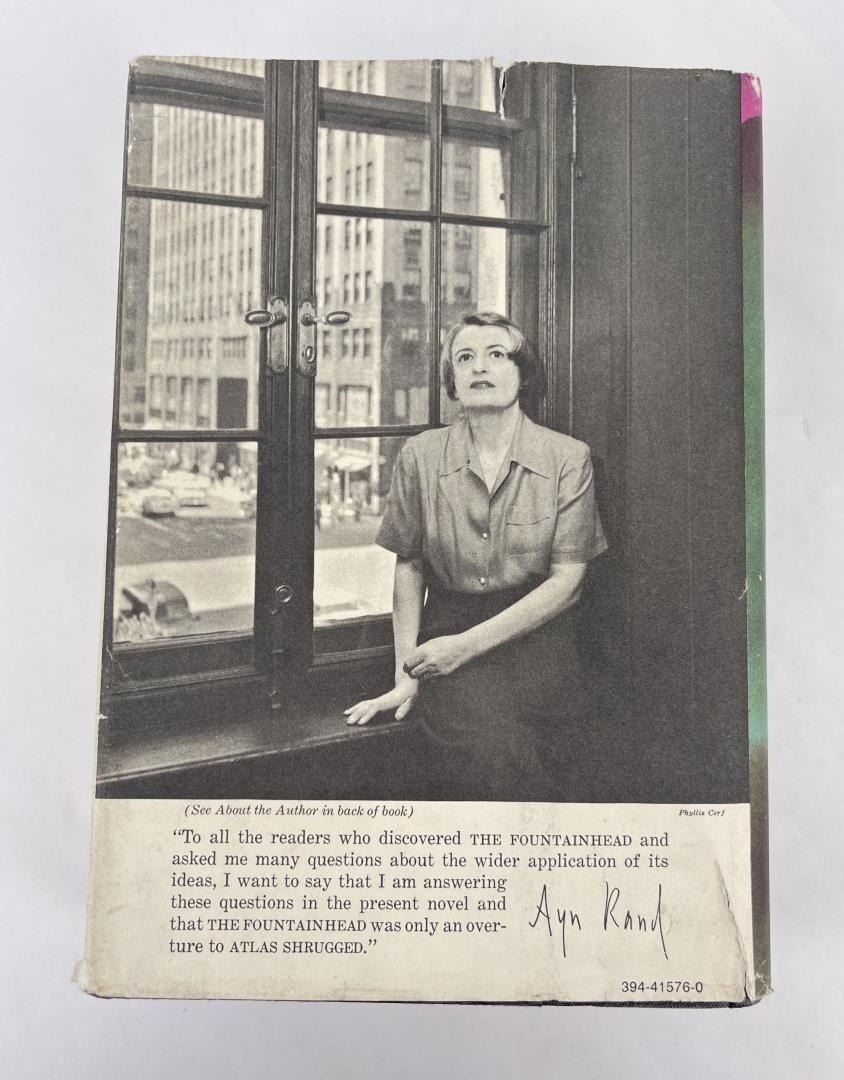 (See About the Author in back of book)
Phyllis Cerf
“To all the readers who discovered THE FOUNTAINHEAD and
asked me many questions about the wider application of its
ideas, I want to say that I am answering
these questions in the present novel and
that THE FOUNTAINHEAD was only an over-
ture to ATLAS SHRUGGED.”
Ayn Rand
394-41576-0